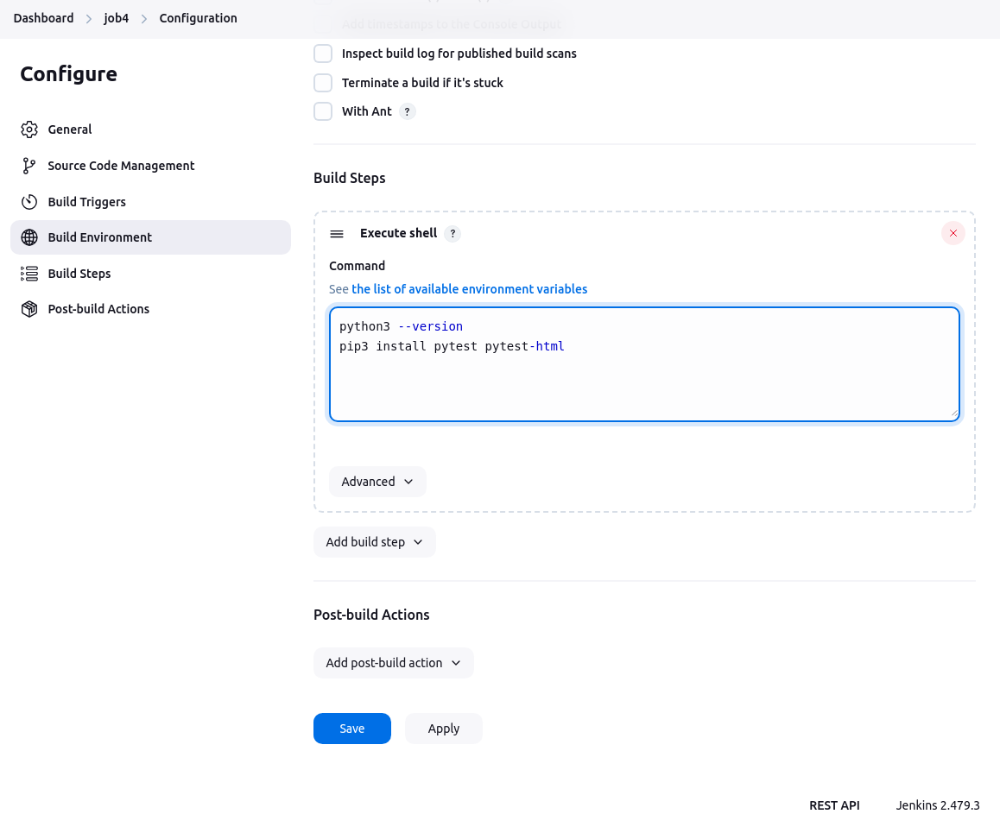 Dashboard > job4 > Configuration
Add timestamps to the Console Output
Inspect build log for published build scans
Terminate a build if it's stuck
With Ant ?
Configure
General
Source Code Management
Build Triggers
Build Environment
Build Steps
Post-build Actions
Build Steps
Execute shell ?
Command
See the list of available environment variables
python3 --version
pip3 install pytest pytest-html
Advanced
Add build step
Post-build Actions
Add post-build action
Save Apply
REST API Jenkins 2.479.3